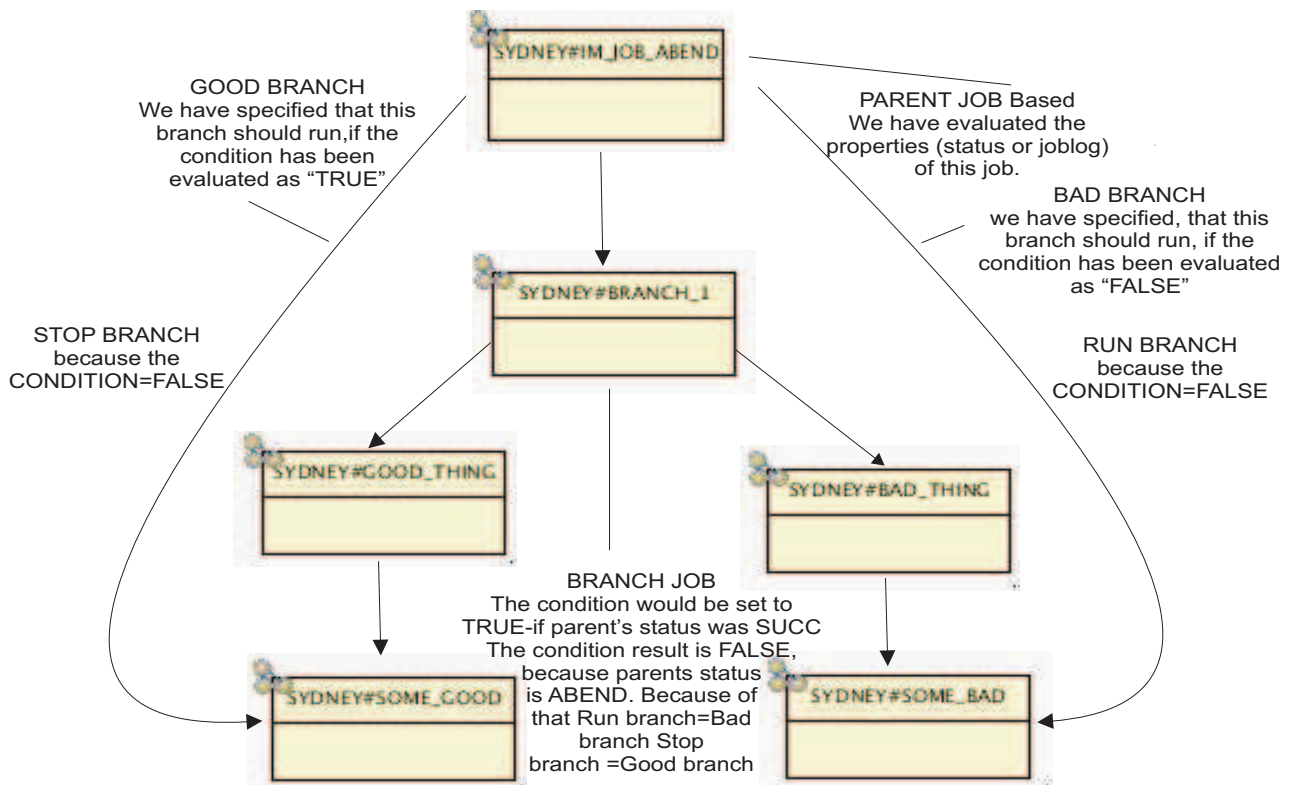 SYDNEY#IM_JOB_ABEND
GOOD BRANCH
We have specified that this
branch should run,if the
condition has been
evaluated as “TRUE”
PARENT JOB Based
We have evaluated the
properties (status or joblog)
of this job.
BAD BRANCH
we have specified, that this
branch should run, if the
condition has been evaluated
as “FALSE”
SYDNEY#BRANCH_1
STOP BRANCH
because the
CONDITION=FALSE
RUN BRANCH
because the
CONDITION=FALSE
SYDNEY#GOOD_THING
SYDNEY#BAD_THING
BRANCH JOB
The condition would be set to
TRUE-if parent’s status was SUCC
The condition result is FALSE,
because parents status
is ABEND. Because of
that Run branch=Bad
branch Stop
branch =Good branch
SYDNEY#SOME_GOOD
SYDNEY#SOME_BAD